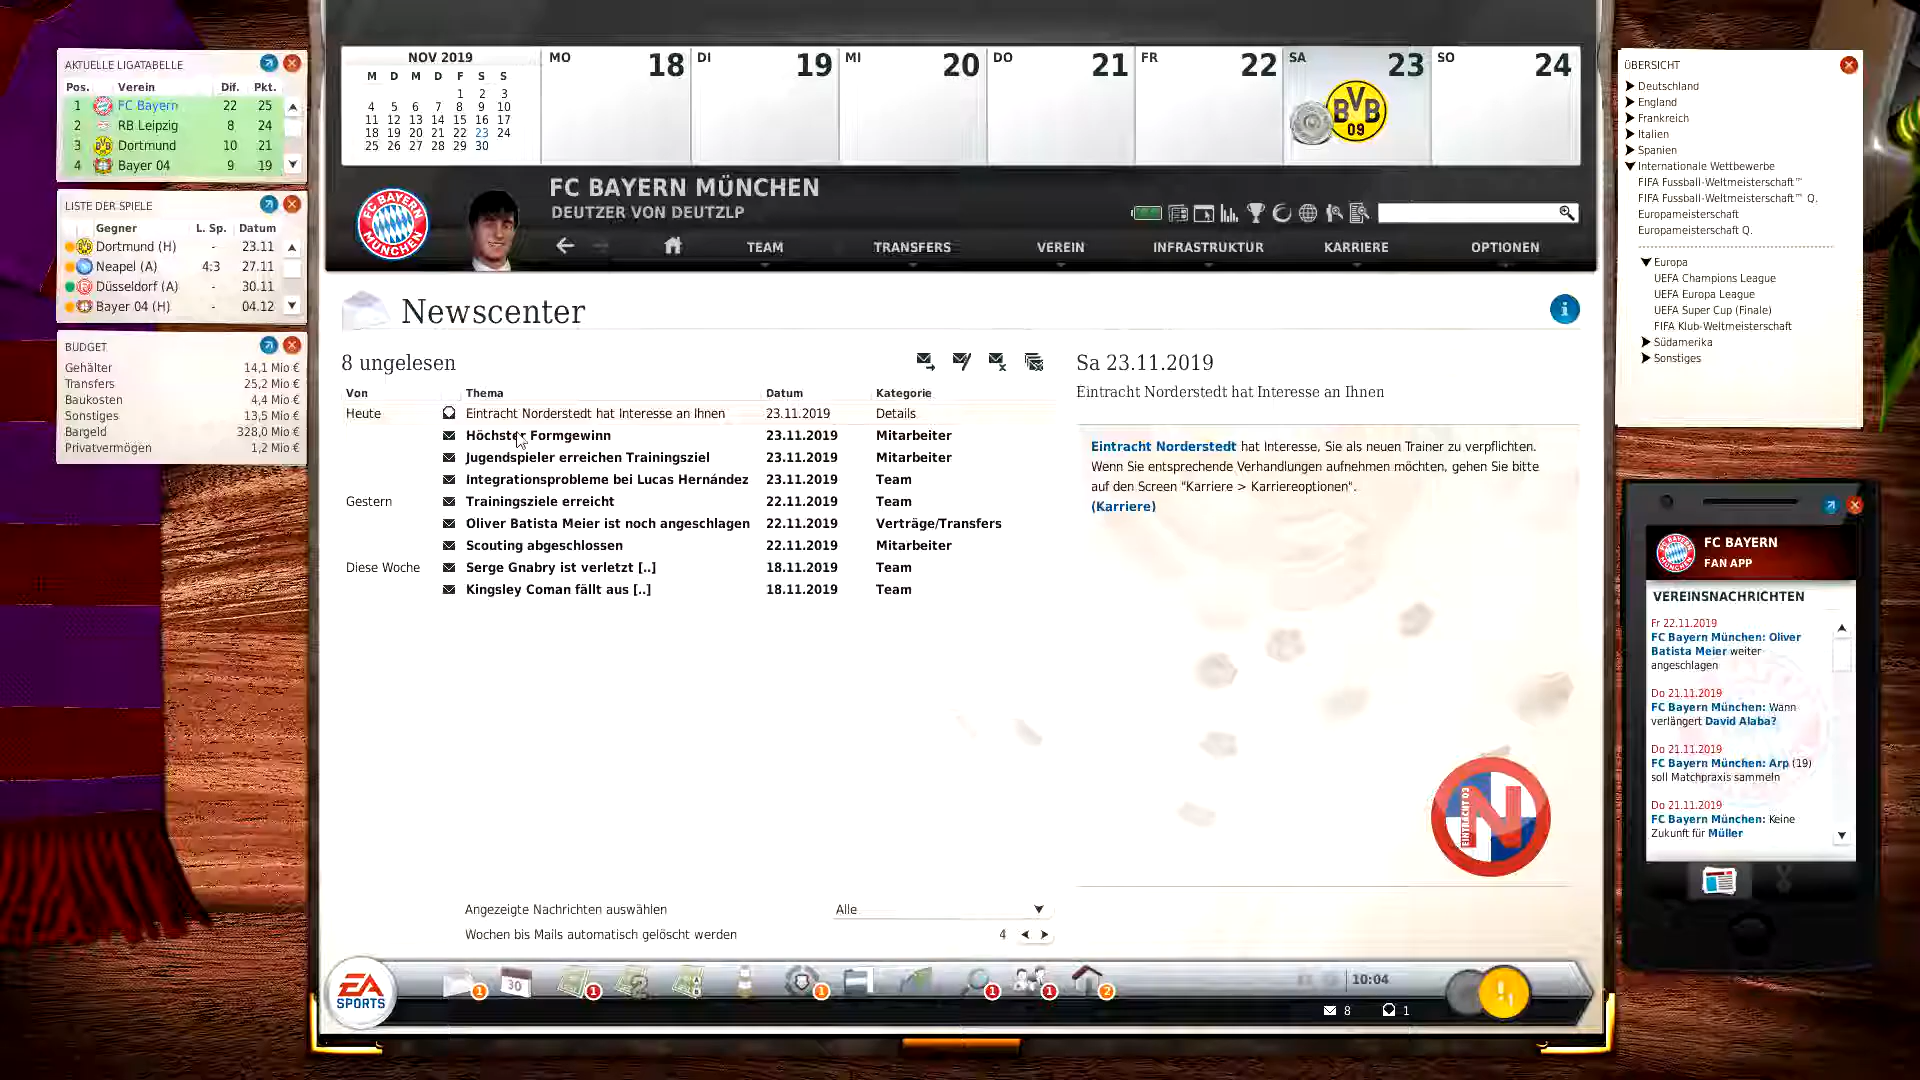 AKTUELLE LIGATABELLE
Pos. Verein Dif. Pkt.
1 FC Bayern 22 25
2 RB Leipzig 8 24
3 Dortmund 10 21
4 Bayer 04 9 19
LISTE DER SPIELE
Gegner L. Sp. Datum
Dortmund (H) - 23.11
Neapel (A) 4:3 27.11
Düsseldorf (A) - 30.11
Bayer 04 (H) - 04.12
BUDGET
Gehälter 14,1 Mio €
Transfers 25,2 Mio €
Baukosten 4,4 Mio €
Sonstiges 13,5 Mio €
Bargeld 328,0 Mio €
Privatvermögen 1,2 Mio €
NOV 2019
M D M D F S S
1 2 3
4 5 6 7 8 9 10
11 12 13 14 15 16 17
18 19 20 21 22 23 24
25 26 27 28 29 30
MO 18 DI 19 MI 20 DO 21 FR 22 SA 23 SO 24
BVB
09
FC BAYERN
MÜNCHEN
FC BAYERN MÜNCHEN
DEUTZER VON DEUTZLP
TEAM TRANSFERS VEREIN INFRASTRUKTUR KARRIERE OPTIONEN
Newscenter
8 ungelesen
Von Thema Datum Kategorie
Heute Eintracht Norderstedt hat Interesse an Ihnen 23.11.2019 Details
Höchster Formgewinn 23.11.2019 Mitarbeiter
Jugendspieler erreichen Trainingsziel 23.11.2019 Mitarbeiter
Integrationsprobleme bei Lucas Hernández 23.11.2019 Team
Gestern Trainingsziele erreicht 22.11.2019 Team
Oliver Batista Meier ist noch angeschlagen 22.11.2019 Verträge/Transfers
Scouting abgeschlossen 22.11.2019 Mitarbeiter
Diese Woche Serge Gnabry ist verletzt [..] 18.11.2019 Team
Kingsley Coman fällt aus [..] 18.11.2019 Team
Angezeigte Nachrichten auswählen Alle
Wochen bis Mails automatisch gelöscht werden 4
Sa 23.11.2019
Eintracht Norderstedt hat Interesse an Ihnen
Eintracht Norderstedt hat Interesse, Sie als neuen Trainer zu verpflichten.
Wenn Sie entsprechende Verhandlungen aufnehmen möchten, gehen Sie bitte
auf den Screen "Karriere > Karriereoptionen".
(Karriere)
EINTRACHT 03
N
EA
SPORTS
1 30 1 1 1 1 2
10:04
8 1
ÜBERSICHT
Deutschland
England
Frankreich
Italien
Spanien
Internationale Wettbewerbe
FIFA Fussball-Weltmeisterschaft™
FIFA Fussball-Weltmeisterschaft™ Q.
Europameisterschaft
Europameisterschaft Q.
Europa
UEFA Champions League
UEFA Europa League
UEFA Super Cup (Finale)
FIFA Klub-Weltmeisterschaft
Südamerika
Sonstiges
FC BAYERN
FAN APP
VEREINSNACHRICHTEN
Fr 22.11.2019
FC Bayern München: Oliver
Batista Meier weiter
angeschlagen
Do 21.11.2019
FC Bayern München: Wann
verlängert David Alaba?
Do 21.11.2019
FC Bayern München: Arp (19)
soll Matchpraxis sammeln
Do 21.11.2019
FC Bayern München: Keine
Zukunft für Müller